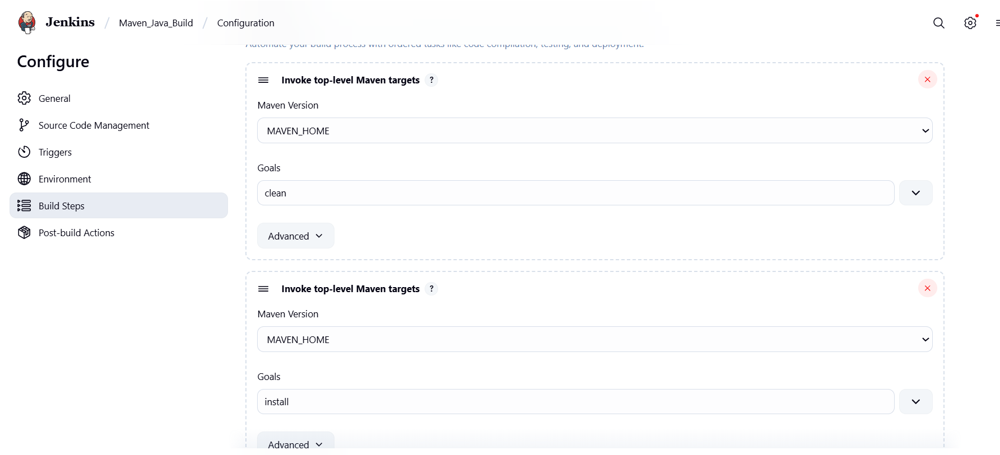 Jenkins / Maven_Java_Build / Configuration
Automate your build process with ordered tasks like code compilation, testing, and deployment.
Configure
General
Source Code Management
Triggers
Environment
Build Steps
Post-build Actions
Invoke top-level Maven targets ?
Maven Version
MAVEN_HOME
Goals
clean
Advanced
Invoke top-level Maven targets ?
Maven Version
MAVEN_HOME
Goals
install
Advanced